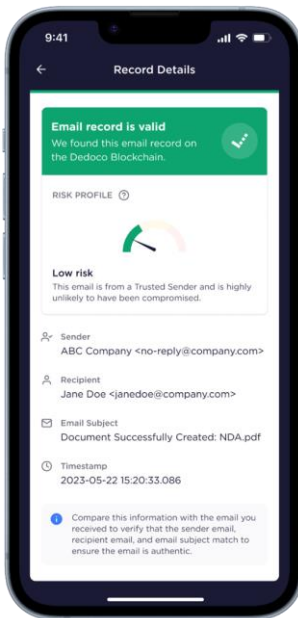 9:41
Record Details
Email record is valid
We found this email record on
the Dedoco Blockchain.
RISK PROFILE ?
Low risk
This email is from a Trusted Sender and is highly
unlikely to have been compromised.
Sender
ABC Company <no-reply@company.com>
Recipient
Jane Doe <janedoe@company.com>
Email Subject
Document Successfully Created: NDA.pdf
Timestamp
2023-05-22 15:20:33.086
Compare this information with the email you
received to verify that the sender email,
recipient email, and email subject match to
ensure the email is authentic.